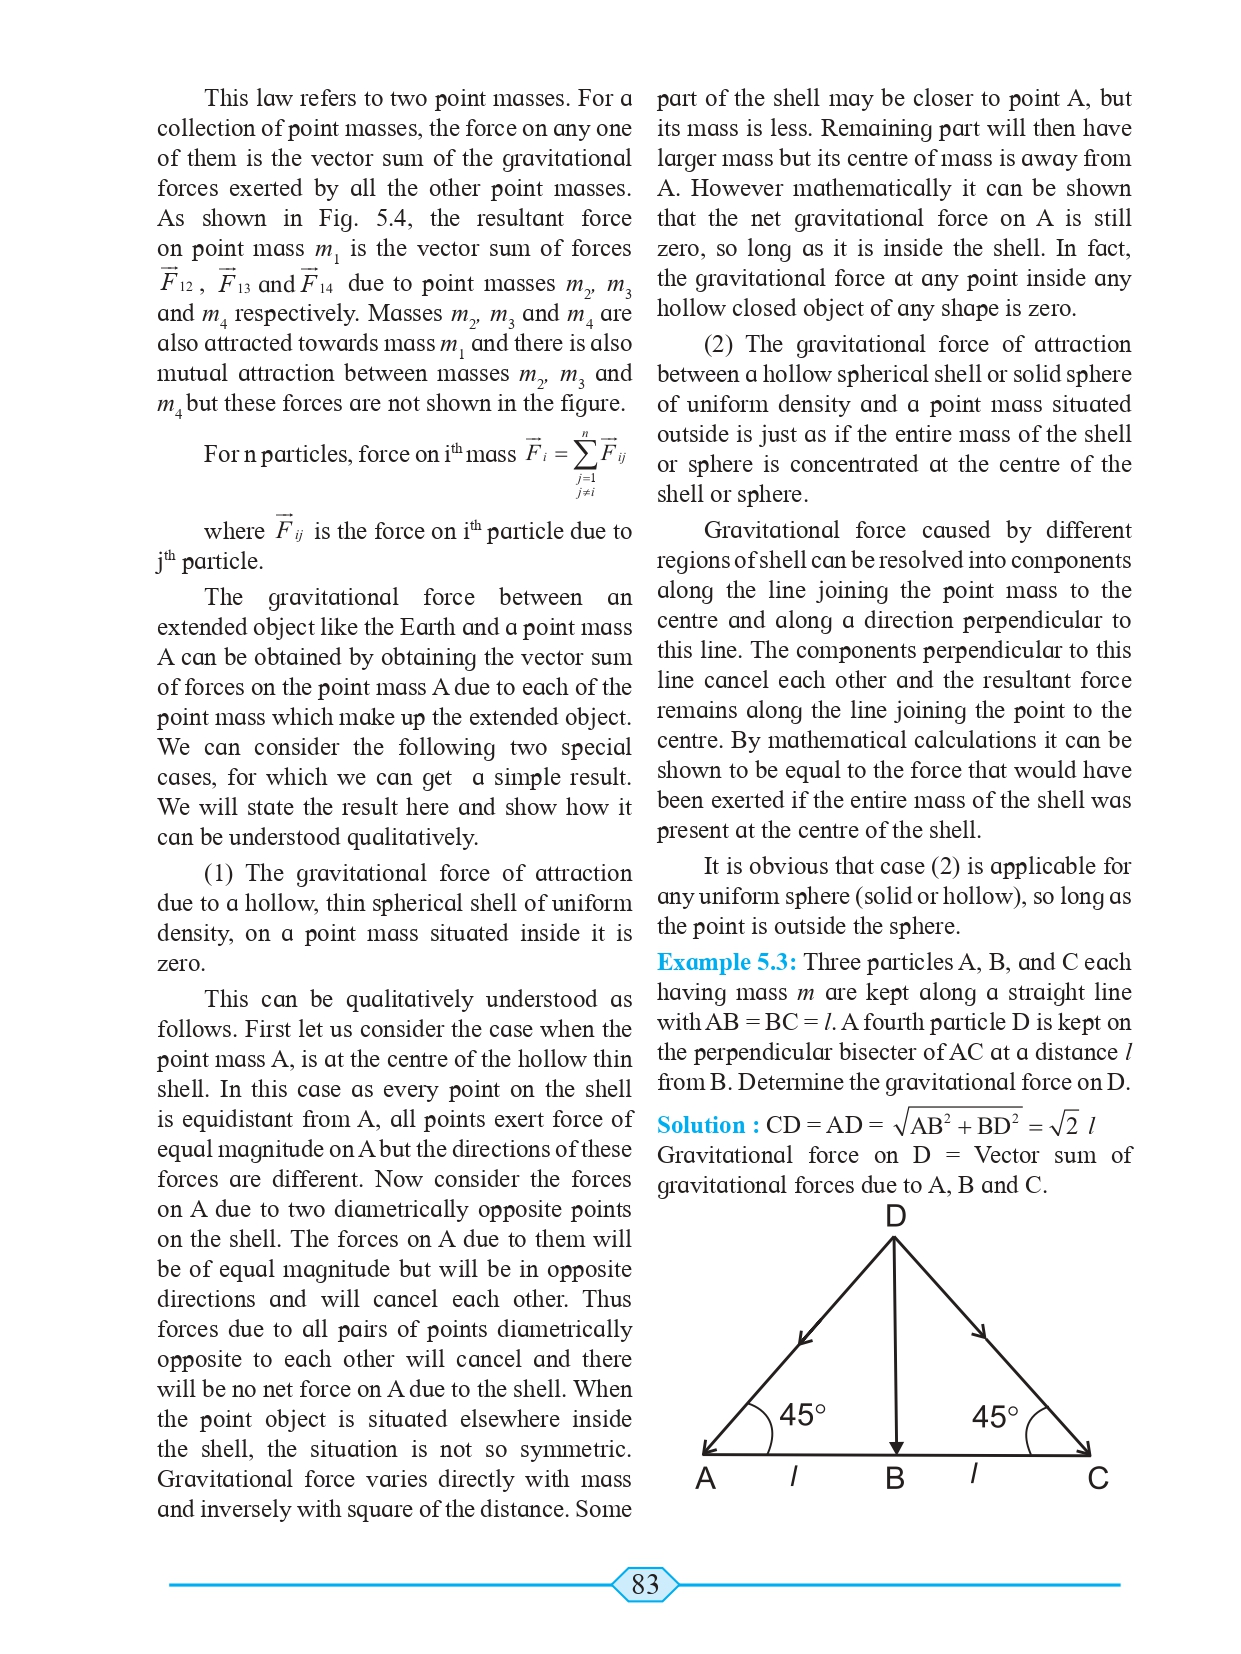 This law refers to two point masses. For a
collection of point masses, the force on any one
of them is the vector sum of the gravitational
forces exerted by all the other point masses.
As shown in Fig. 5.4, the resultant force
on point mass m₁ is the vector sum of forces
F⃗₁₂, F⃗₁₃ and F⃗₁₄ due to point masses m₂, m₃
and m₄ respectively. Masses m₂, m₃ and m₄ are
also attracted towards mass m₁ and there is also
mutual attraction between masses m₂, m₃ and
m₄ but these forces are not shown in the figure.
For n particles, force on iᵗʰ mass F⃗ᵢ = ∑ⁿ_{j=1, j≠i} F⃗ᵢⱼ
where F⃗ᵢⱼ is the force on iᵗʰ particle due to
jᵗʰ particle.
The gravitational force between an
extended object like the Earth and a point mass
A can be obtained by obtaining the vector sum
of forces on the point mass A due to each of the
point mass which make up the extended object.
We can consider the following two special
cases, for which we can get a simple result.
We will state the result here and show how it
can be understood qualitatively.
(1) The gravitational force of attraction
due to a hollow, thin spherical shell of uniform
density, on a point mass situated inside it is
zero.
This can be qualitatively understood as
follows. First let us consider the case when the
point mass A, is at the centre of the hollow thin
shell. In this case as every point on the shell
is equidistant from A, all points exert force of
equal magnitude on A but the directions of these
forces are different. Now consider the forces
on A due to two diametrically opposite points
on the shell. The forces on A due to them will
be of equal magnitude but will be in opposite
directions and will cancel each other. Thus
forces due to all pairs of points diametrically
opposite to each other will cancel and there
will be no net force on A due to the shell. When
the point object is situated elsewhere inside
the shell, the situation is not so symmetric.
Gravitational force varies directly with mass
and inversely with square of the distance. Some
part of the shell may be closer to point A, but
its mass is less. Remaining part will then have
larger mass but its centre of mass is away from
A. However mathematically it can be shown
that the net gravitational force on A is still
zero, so long as it is inside the shell. In fact,
the gravitational force at any point inside any
hollow closed object of any shape is zero.
(2) The gravitational force of attraction
between a hollow spherical shell or solid sphere
of uniform density and a point mass situated
outside is just as if the entire mass of the shell
or sphere is concentrated at the centre of the
shell or sphere.
Gravitational force caused by different
regions of shell can be resolved into components
along the line joining the point mass to the
centre and along a direction perpendicular to
this line. The components perpendicular to this
line cancel each other and the resultant force
remains along the line joining the point to the
centre. By mathematical calculations it can be
shown to be equal to the force that would have
been exerted if the entire mass of the shell was
present at the centre of the shell.
It is obvious that case (2) is applicable for
any uniform sphere (solid or hollow), so long as
the point is outside the sphere.
Example 5.3: Three particles A, B, and C each
having mass m are kept along a straight line
with AB = BC = l. A fourth particle D is kept on
the perpendicular bisecter of AC at a distance l
from B. Determine the gravitational force on D.
Solution : CD = AD = √(AB² + BD²) = √2 l
Gravitational force on D = Vector sum of
gravitational forces due to A, B and C.
D
45° 45°
A l B l C
83